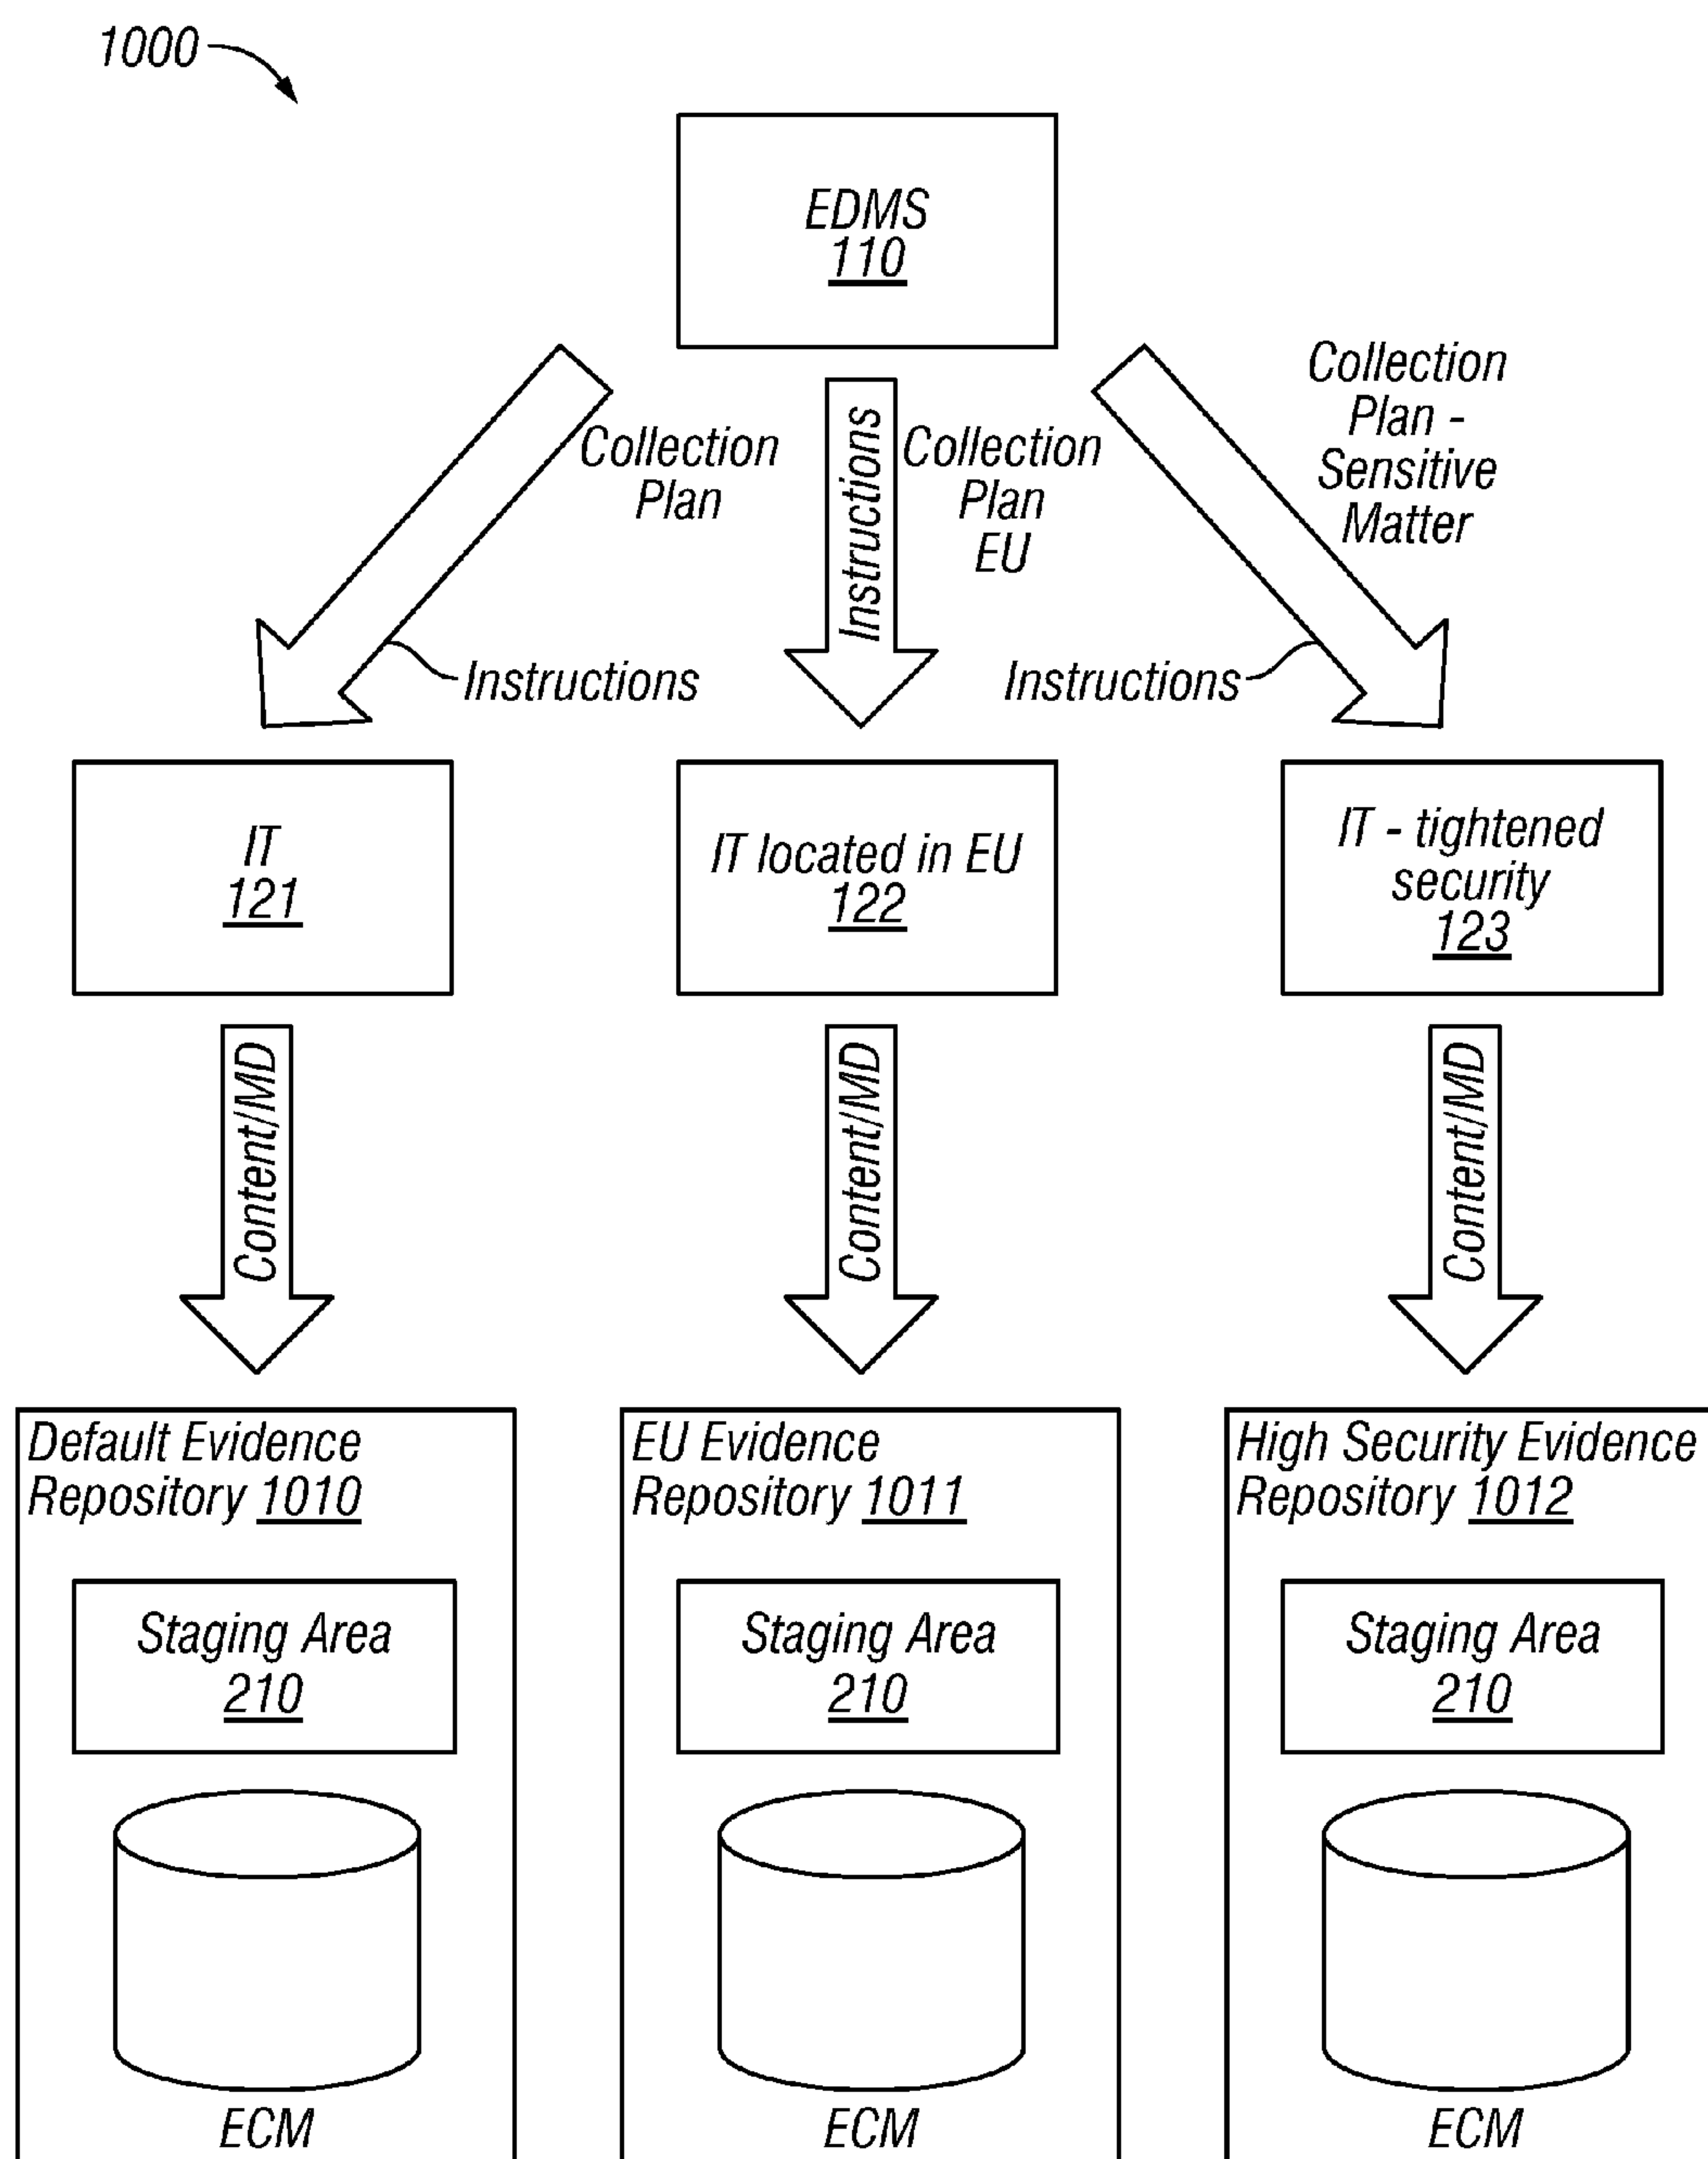 1000
EDMS
110
Collection
Plan
Instructions
Instructions
Collection
Plan
EU
Collection
Plan -
Sensitive
Matter
Instructions
IT
121
IT located in EU
122
IT - tightened
security
123
Content/MD
Content/MD
Content/MD
Default Evidence
Repository 1010
Staging Area
210
ECM
EU Evidence
Repository 1011
Staging Area
210
ECM
High Security Evidence
Repository 1012
Staging Area
210
ECM